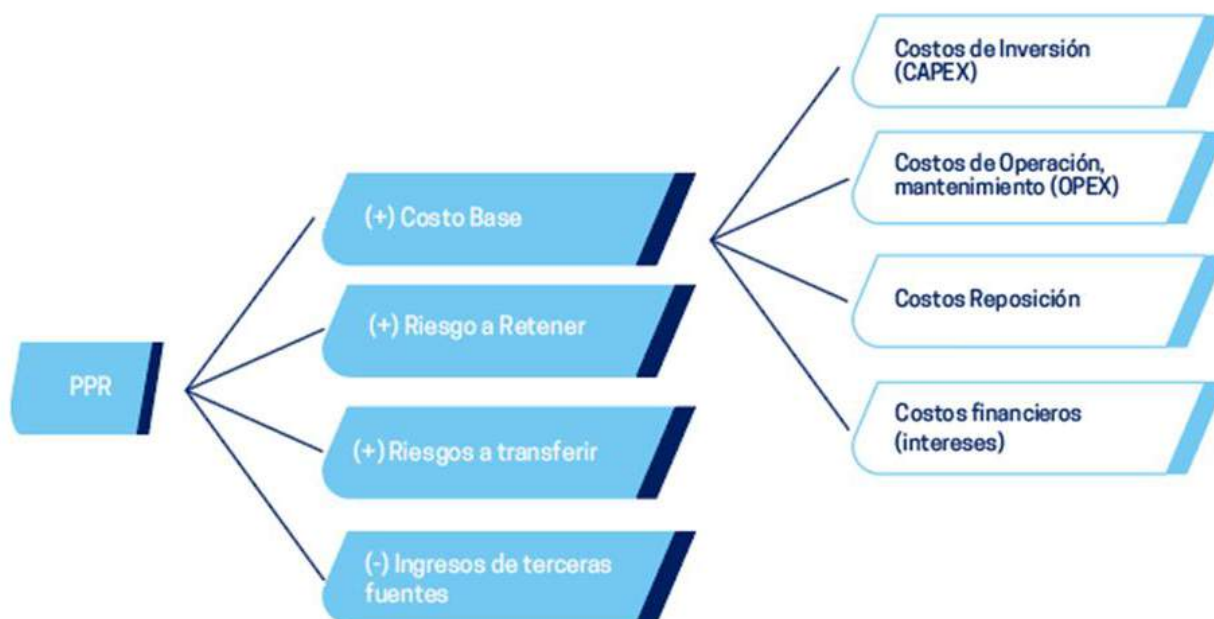 PPR
(+) Costo Base
(+) Riesgo a Retener
(+) Riesgos a transferir
(-) Ingresos de terceras
fuentes
Costos de Inversión
(CAPEX)
Costos de Operación,
mantenimiento (OPEX)
Costos Reposición
Costos financieros
(intereses)